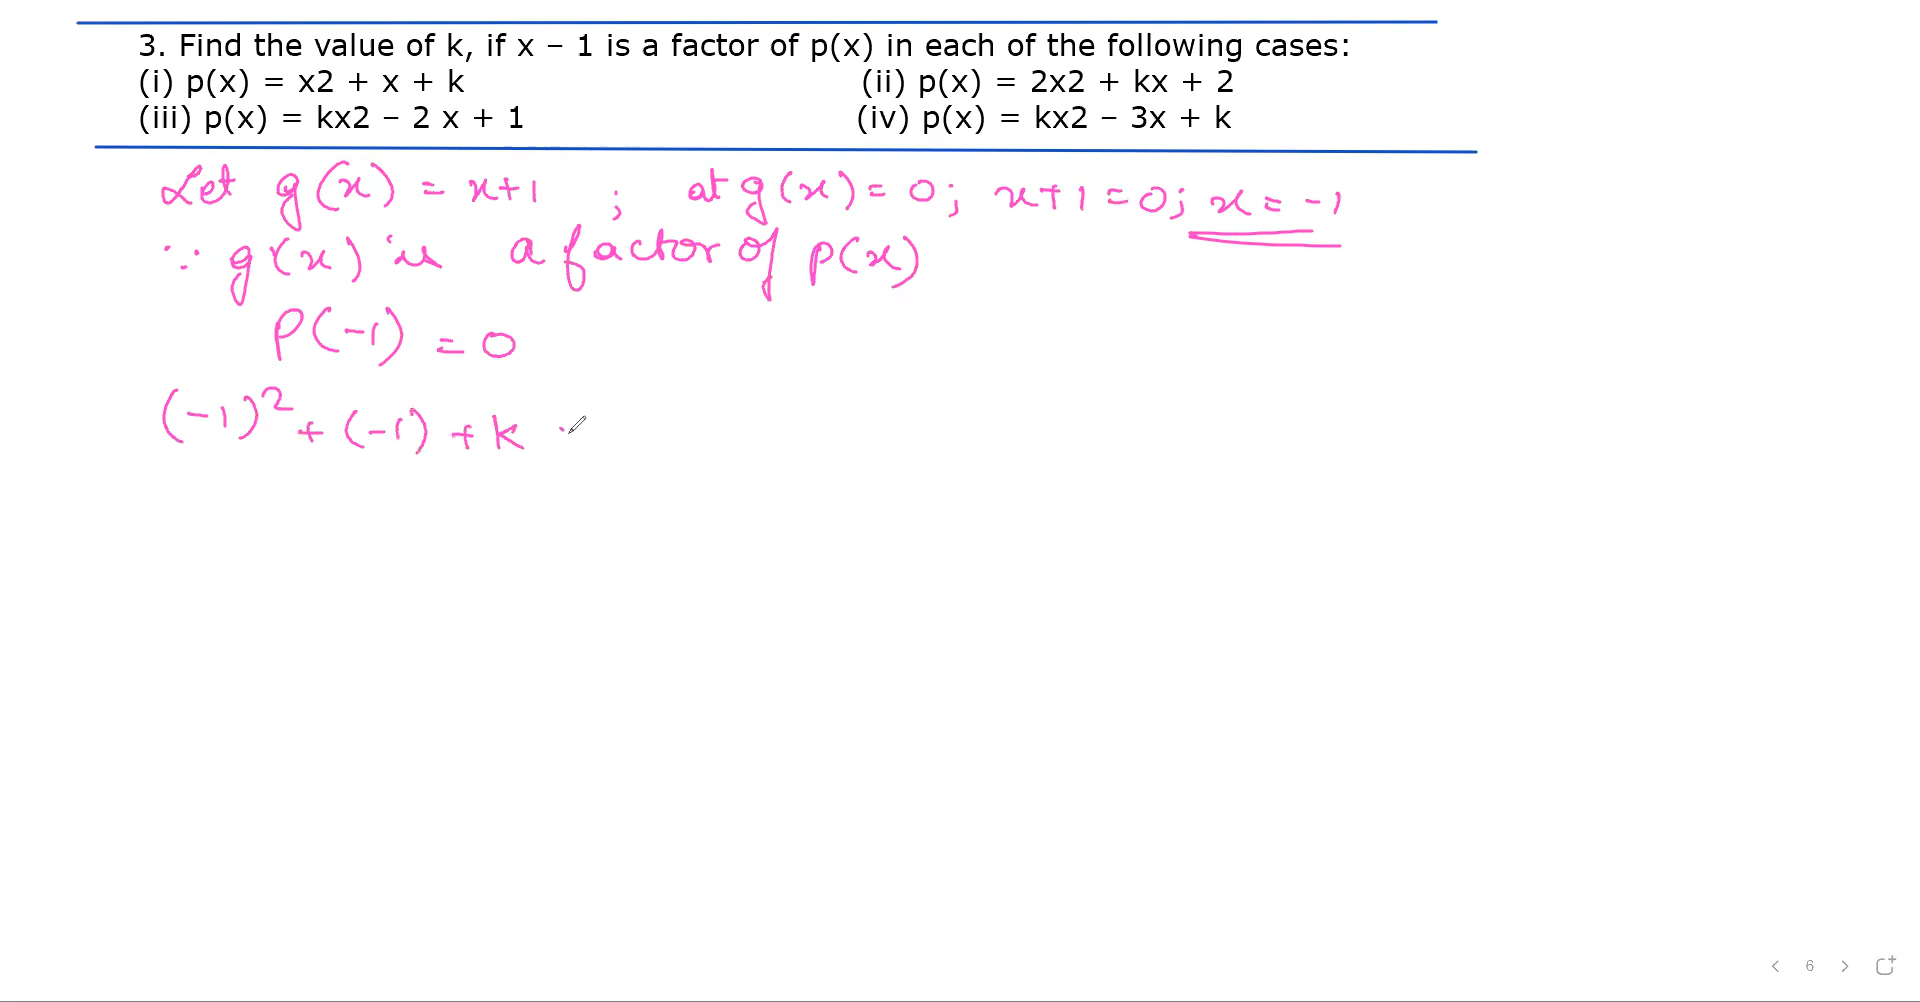 3. Find the value of k, if x – 1 is a factor of p(x) in each of the following cases:
(i) p(x) = x2 + x + k (ii) p(x) = 2x2 + kx + 2
(iii) p(x) = kx2 – 2 x + 1 (iv) p(x) = kx2 – 3x + k
Let g(x) = x+1 ; at g(x) = 0; x+1=0; x = -1
∵ g(x) is a factor of p(x)
P(-1) = 0
(-1)² + (-1) + k
6